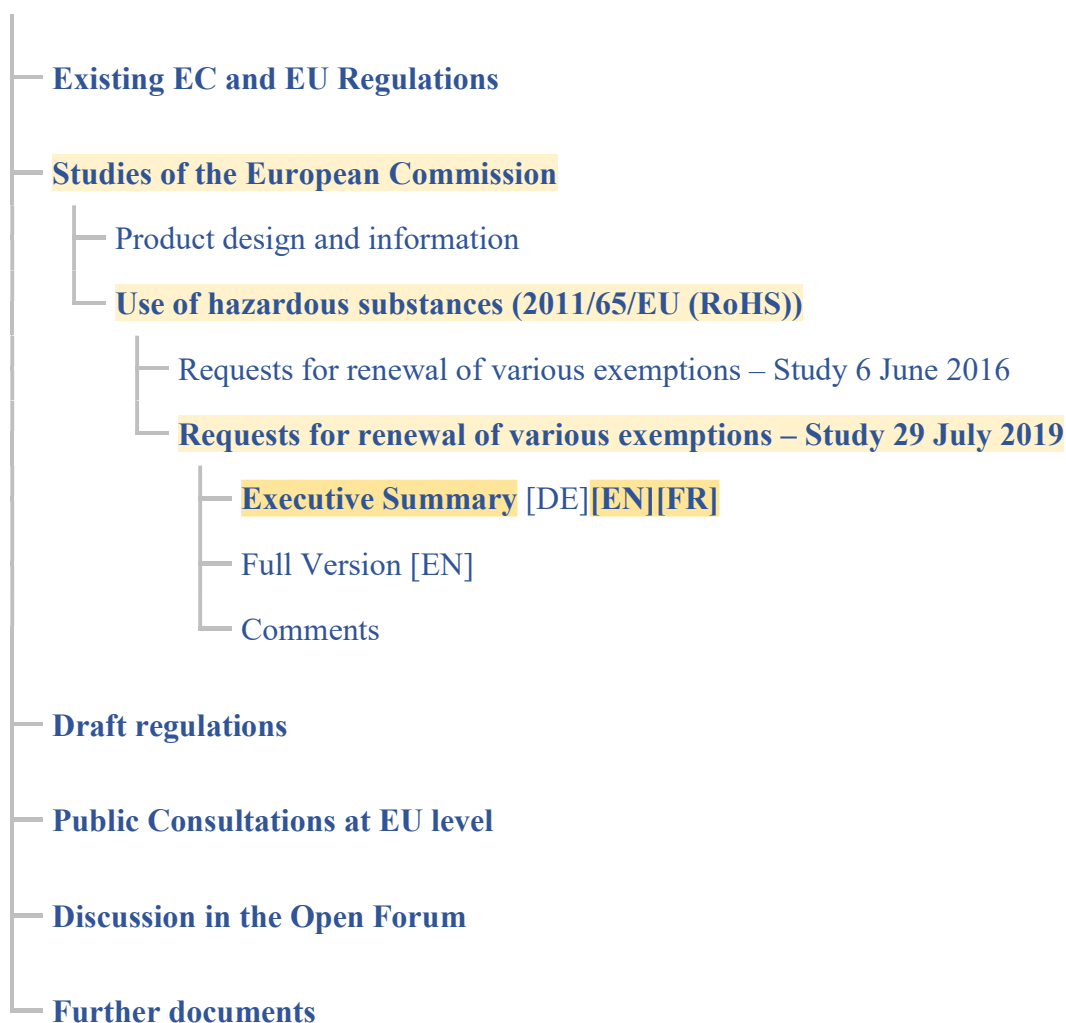 Existing EC and EU Regulations
Studies of the European Commission
Product design and information
Use of hazardous substances (2011/65/EU (RoHS))
Requests for renewal of various exemptions – Study 6 June 2016
Requests for renewal of various exemptions – Study 29 July 2019
Executive Summary [DE][EN][FR]
Full Version [EN]
Comments
Draft regulations
Public Consultations at EU level
Discussion in the Open Forum
Further documents